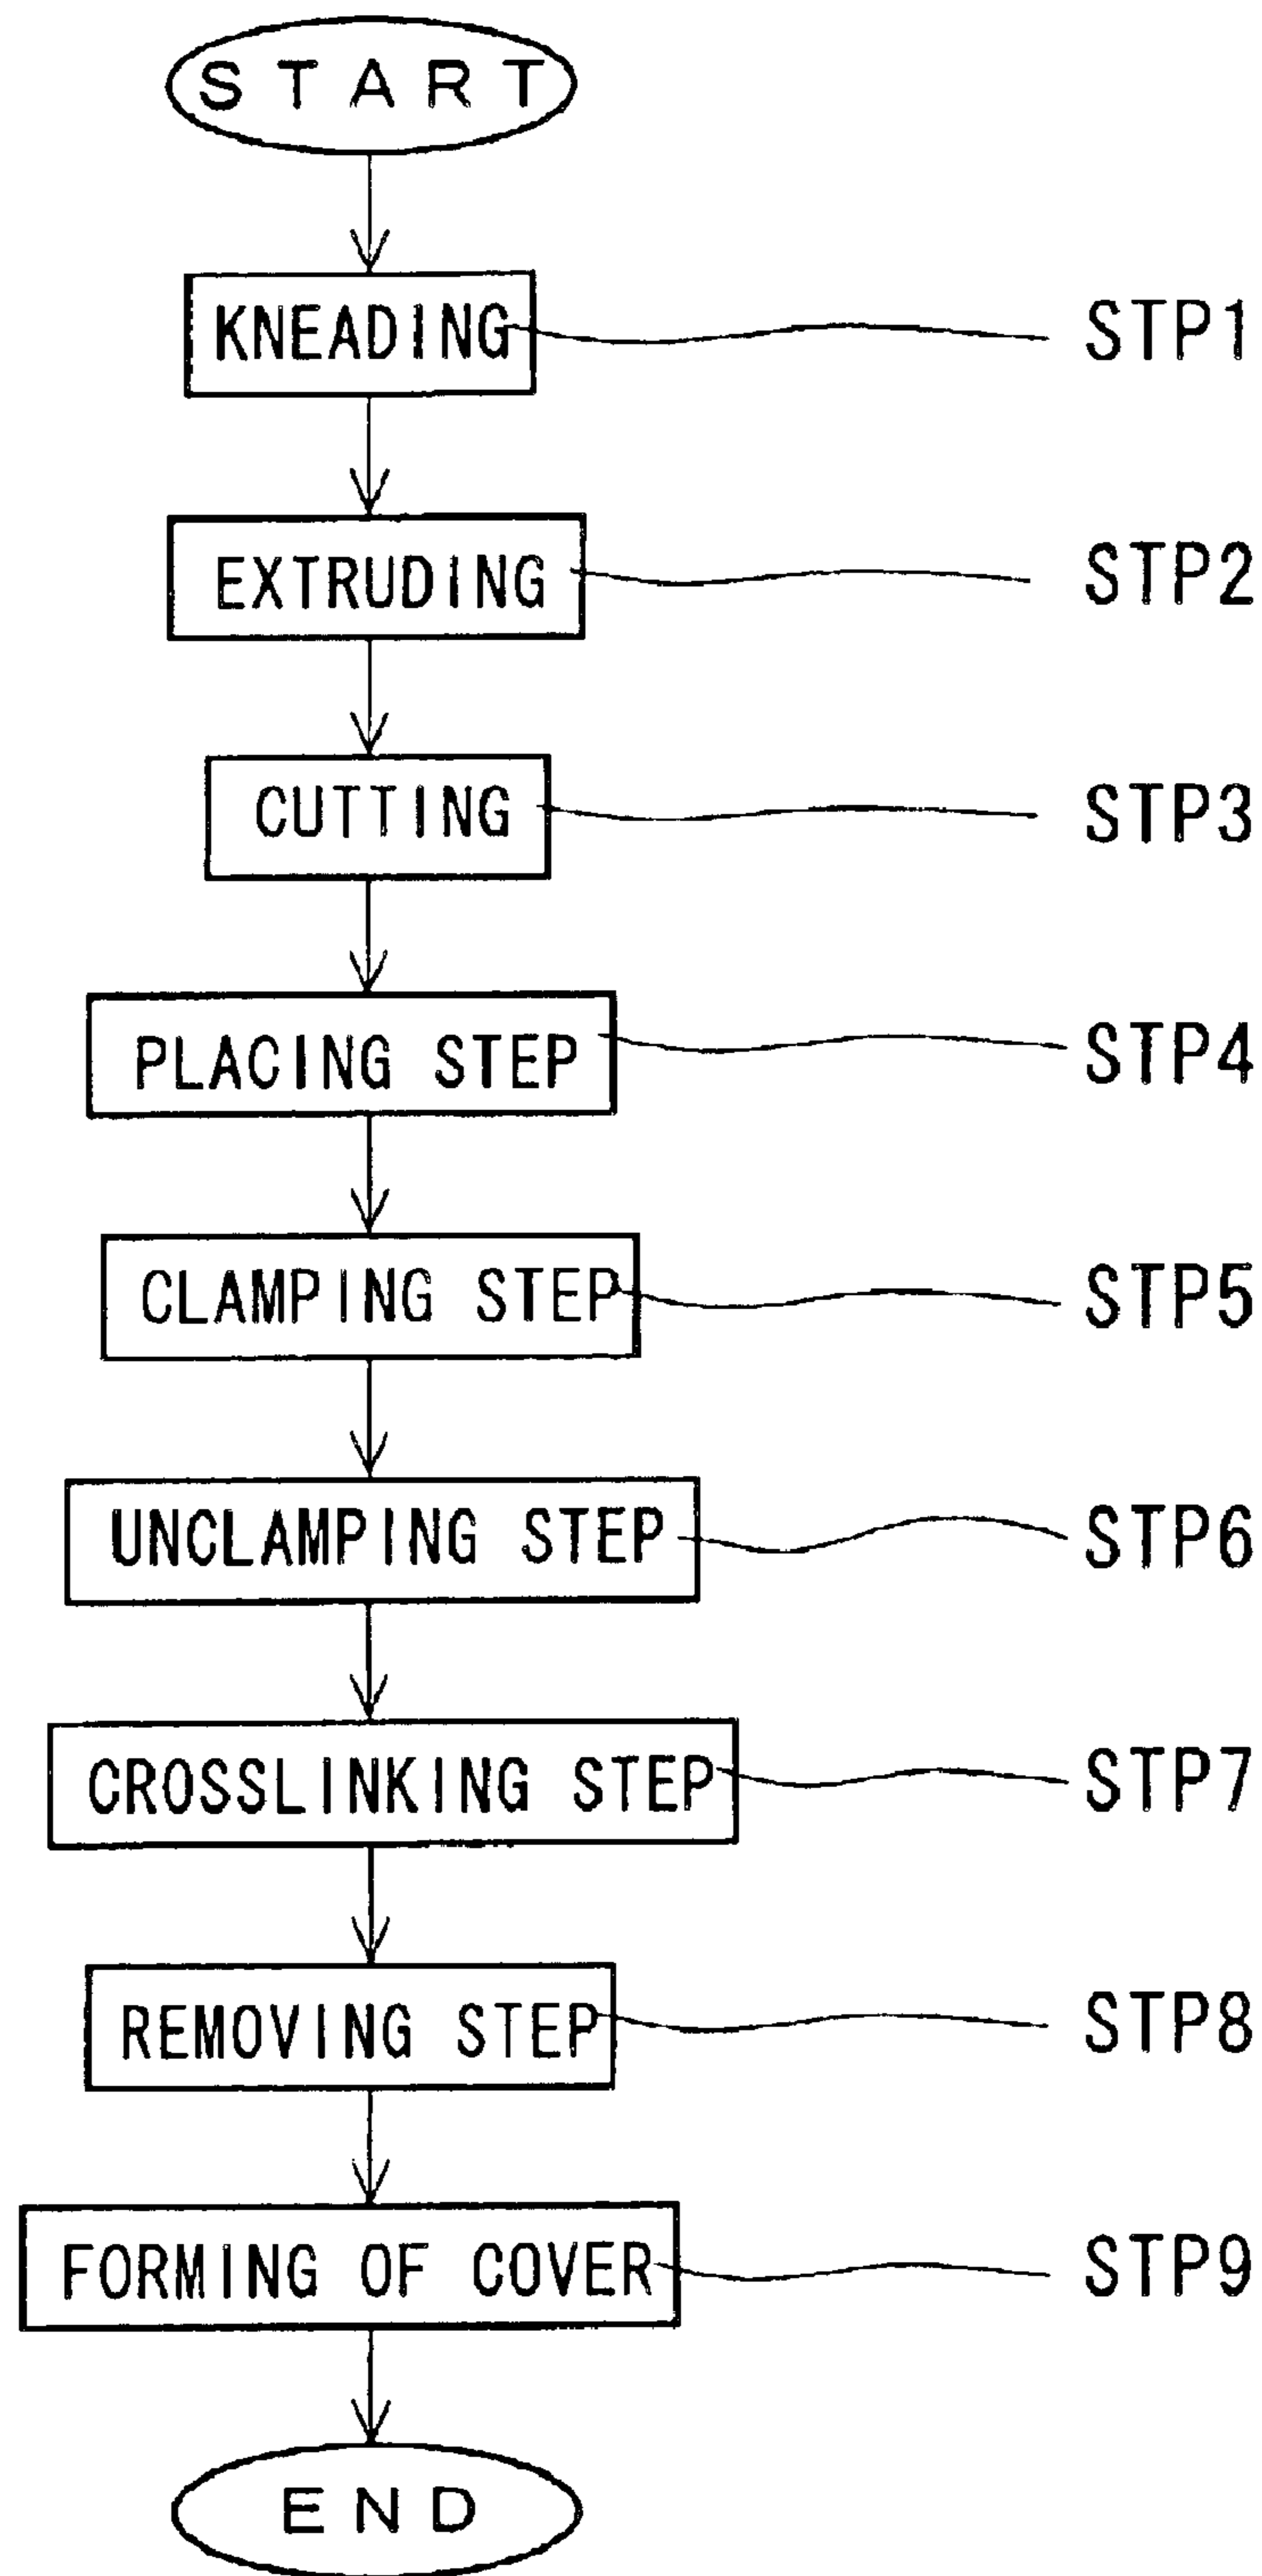 START
KNEADING STP1
EXTRUDING STP2
CUTTING STP3
PLACING STEP STP4
CLAMPING STEP STP5
UNCLAMPING STEP STP6
CROSSLINKING STEP STP7
REMOVING STEP STP8
FORMING OF COVER STP9
END